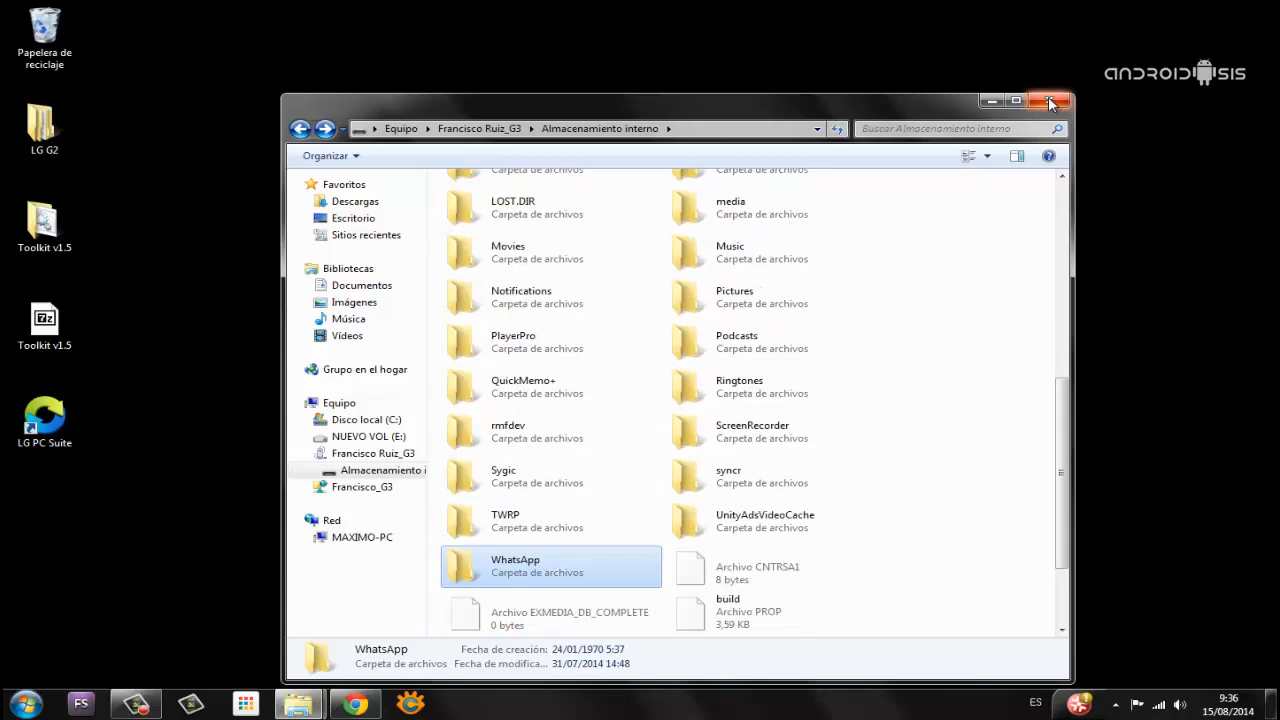 Papelera de
reciclaje
LG G2
Toolkit v1.5
Toolkit v1.5
LG PC Suite
ANDROIDSIS
Equipo Francisco Ruiz_G3 Almacenamiento interno
Buscar Almacenamiento interno
Organizar
Favoritos
Descargas
Escritorio
Sitios recientes
Bibliotecas
Documentos
Imágenes
Música
Vídeos
Grupo en el hogar
Equipo
Disco local (C:)
NUEVO VOL (E:)
Francisco Ruiz_G3
Almacenamiento i
Francisco_G3
Red
MAXIMO-PC
Carpeta de archivos
Carpeta de archivos
LOST.DIR
Carpeta de archivos
media
Carpeta de archivos
Movies
Carpeta de archivos
Music
Carpeta de archivos
Notifications
Carpeta de archivos
Pictures
Carpeta de archivos
PlayerPro
Carpeta de archivos
Podcasts
Carpeta de archivos
QuickMemo+
Carpeta de archivos
Ringtones
Carpeta de archivos
rmfdev
Carpeta de archivos
ScreenRecorder
Carpeta de archivos
Sygic
Carpeta de archivos
syncr
Carpeta de archivos
TWRP
Carpeta de archivos
UnityAdsVideoCache
Carpeta de archivos
WhatsApp
Carpeta de archivos
Archivo CNTRSA1
8 bytes
Archivo EXMEDIA_DB_COMPLETE
0 bytes
build
Archivo PROP
3,59 KB
WhatsApp
Carpeta de archivos
Fecha de creación: 24/01/1970 5:37
Fecha de modifica... 31/07/2014 14:48
FS
ES
9:36
15/08/2014